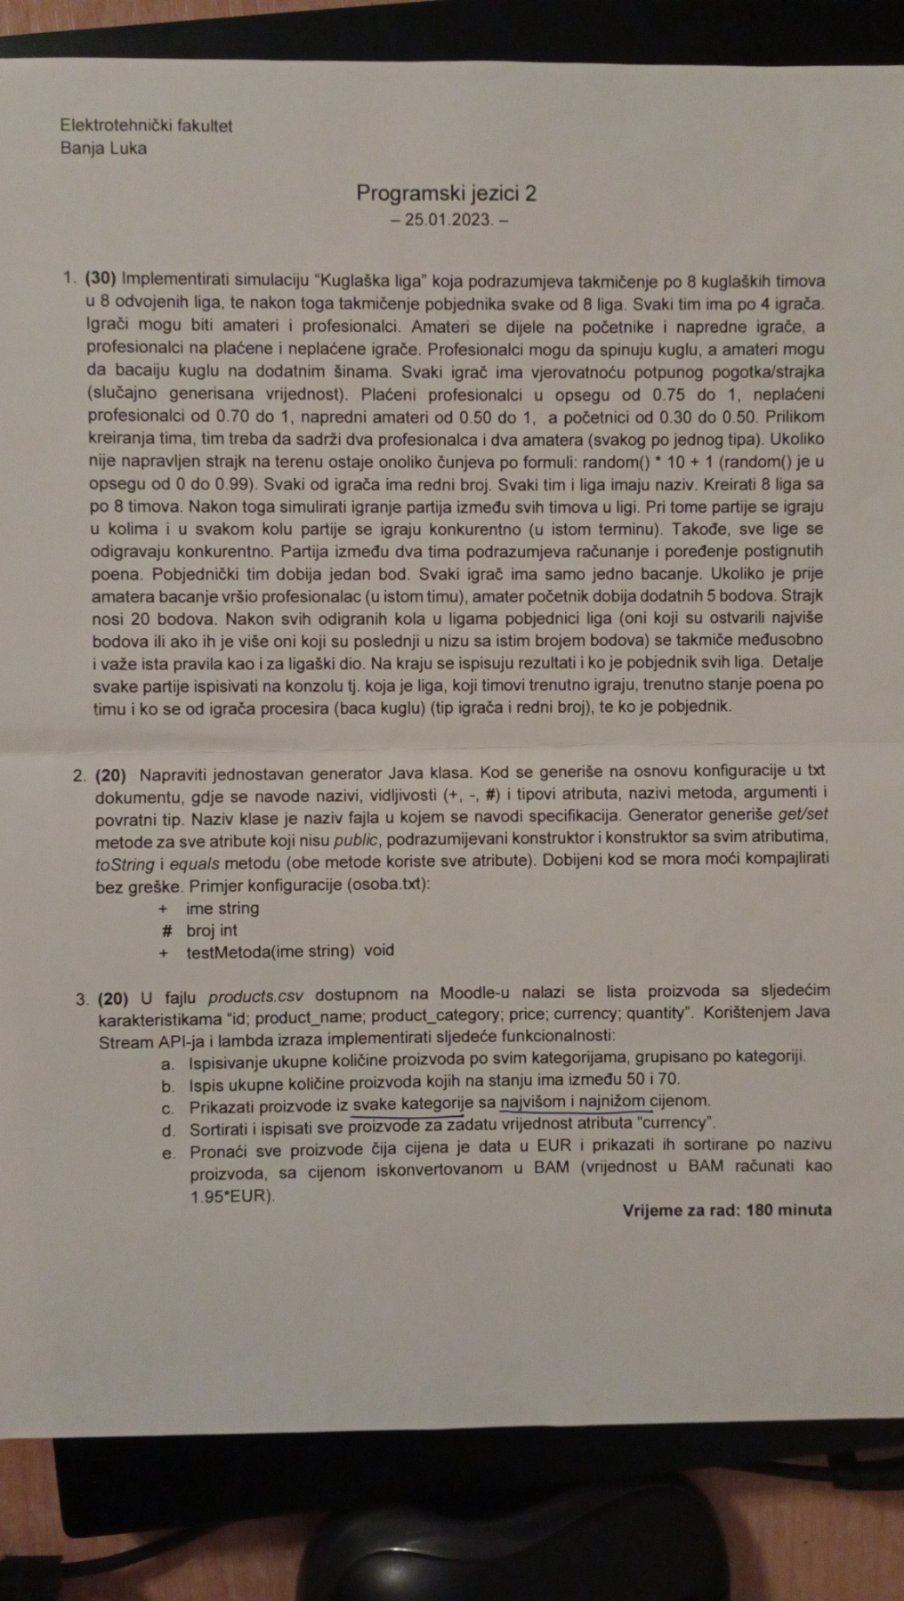 Elektrotehnički fakultet
Banja Luka
Programski jezici 2
– 25.01.2023. –
1. (30) Implementirati simulaciju “Kuglaška liga” koja podrazumjeva takmičenje po 8 kuglaških timova
u 8 odvojenih liga, te nakon toga takmičenje pobjednika svake od 8 liga. Svaki tim ima po 4 igrača.
Igrači mogu biti amateri i profesionalci. Amateri se dijele na početnike i napredne igrače, a
profesionalci na plaćene i neplaćene igrače. Profesionalci mogu da spinuju kuglu, a amateri mogu
da bacaiju kuglu na dodatnim šinama. Svaki igrač ima vjerovatnoću potpunog pogotka/strajka
(slučajno generisana vrijednost). Plaćeni profesionalci u opsegu od 0.75 do 1, neplaćeni
profesionalci od 0.70 do 1, napredni amateri od 0.50 do 1, a početnici od 0.30 do 0.50. Prilikom
kreiranja tima, tim treba da sadrži dva profesionalca i dva amatera (svakog po jednog tipa). Ukoliko
nije napravljen strajk na terenu ostaje onoliko čunjeva po formuli: random() * 10 + 1 (random() je u
opsegu od 0 do 0.99). Svaki od igrača ima redni broj. Svaki tim i liga imaju naziv. Kreirati 8 liga sa
po 8 timova. Nakon toga simulirati igranje partija između svih timova u ligi. Pri tome partije se igraju
u kolima i u svakom kolu partije se igraju konkurentno (u istom terminu). Takođe, sve lige se
odigravaju konkurentno. Partija između dva tima podrazumjeva računanje i poređenje postignutih
poena. Pobjednički tim dobija jedan bod. Svaki igrač ima samo jedno bacanje. Ukoliko je prije
amatera bacanje vršio profesionalac (u istom timu), amater početnik dobija dodatnih 5 bodova. Strajk
nosi 20 bodova. Nakon svih odigranih kola u ligama pobjednici liga (oni koji su ostvarili najviše
bodova ili ako ih je više oni koji su poslednji u nizu sa istim brojem bodova) se takmiče međusobno
i važe ista pravila kao i za ligaški dio. Na kraju se ispisuju rezultati i ko je pobjednik svih liga. Detalje
svake partije ispisivati na konzolu tj. koja je liga, koji timovi trenutno igraju, trenutno stanje poena po
timu i ko se od igrača procesira (baca kuglu) (tip igrača i redni broj), te ko je pobjednik.
2. (20) Napraviti jednostavan generator Java klasa. Kod se generiše na osnovu konfiguracije u txt
dokumentu, gdje se navode nazivi, vidljivosti (+, -, #) i tipovi atributa, nazivi metoda, argumenti i
povratni tip. Naziv klase je naziv fajla u kojem se navodi specifikacija. Generator generiše get/set
metode za sve atribute koji nisu public, podrazumijevani konstruktor i konstruktor sa svim atributima,
toString i equals metodu (obe metode koriste sve atribute). Dobijeni kod se mora moći kompajlirati
bez greške. Primjer konfiguracije (osoba.txt):
+ ime string
# broj int
+ testMetoda(ime string) void
3. (20) U fajlu products.csv dostupnom na Moodle-u nalazi se lista proizvoda sa sljedećim
karakteristikama “id; product_name; product_category; price; currency; quantity”. Korištenjem Java
Stream API-ja i lambda izraza implementirati sljedeće funkcionalnosti:
a. Ispisivanje ukupne količine proizvoda po svim kategorijama, grupisano po kategoriji.
b. Ispis ukupne količine proizvoda kojih na stanju ima između 50 i 70.
c. Prikazati proizvode iz svake kategorije sa najvišom i najnižom cijenom.
d. Sortirati i ispisati sve proizvode za zadatu vrijednost atributa “currency”.
e. Pronaći sve proizvode čija cijena je data u EUR i prikazati ih sortirane po nazivu
proizvoda, sa cijenom iskonvertovanom u BAM (vrijednost u BAM računati kao
1.95*EUR).
Vrijeme za rad: 180 minuta